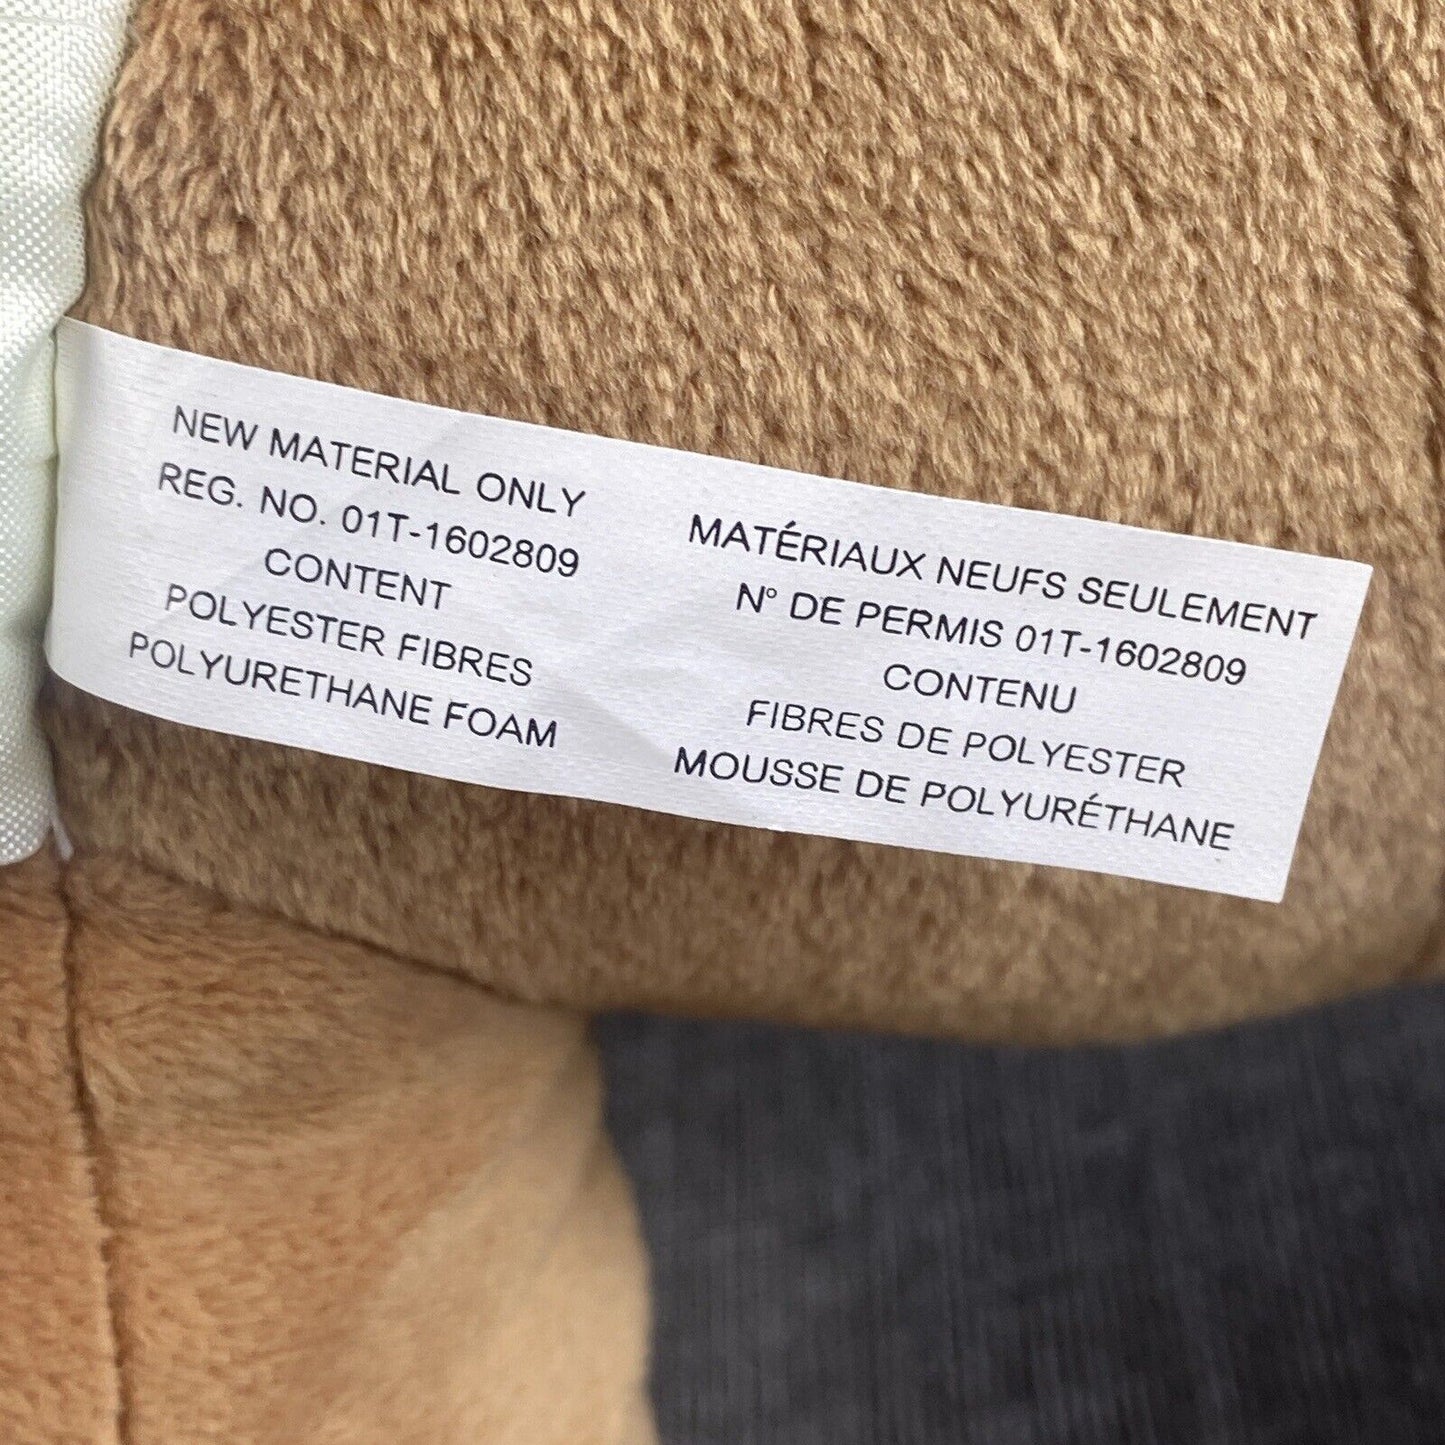 NEW MATERIAL ONLY
REG. NO. 01T-1602809
CONTENT
POLYESTER FIBRES
POLYURETHANE FOAM
MATÉRIAUX NEUFS SEULEMENT
N° DE PERMIS 01T-1602809
CONTENU
FIBRES DE POLYESTER
MOUSSE DE POLYURÉTHANE